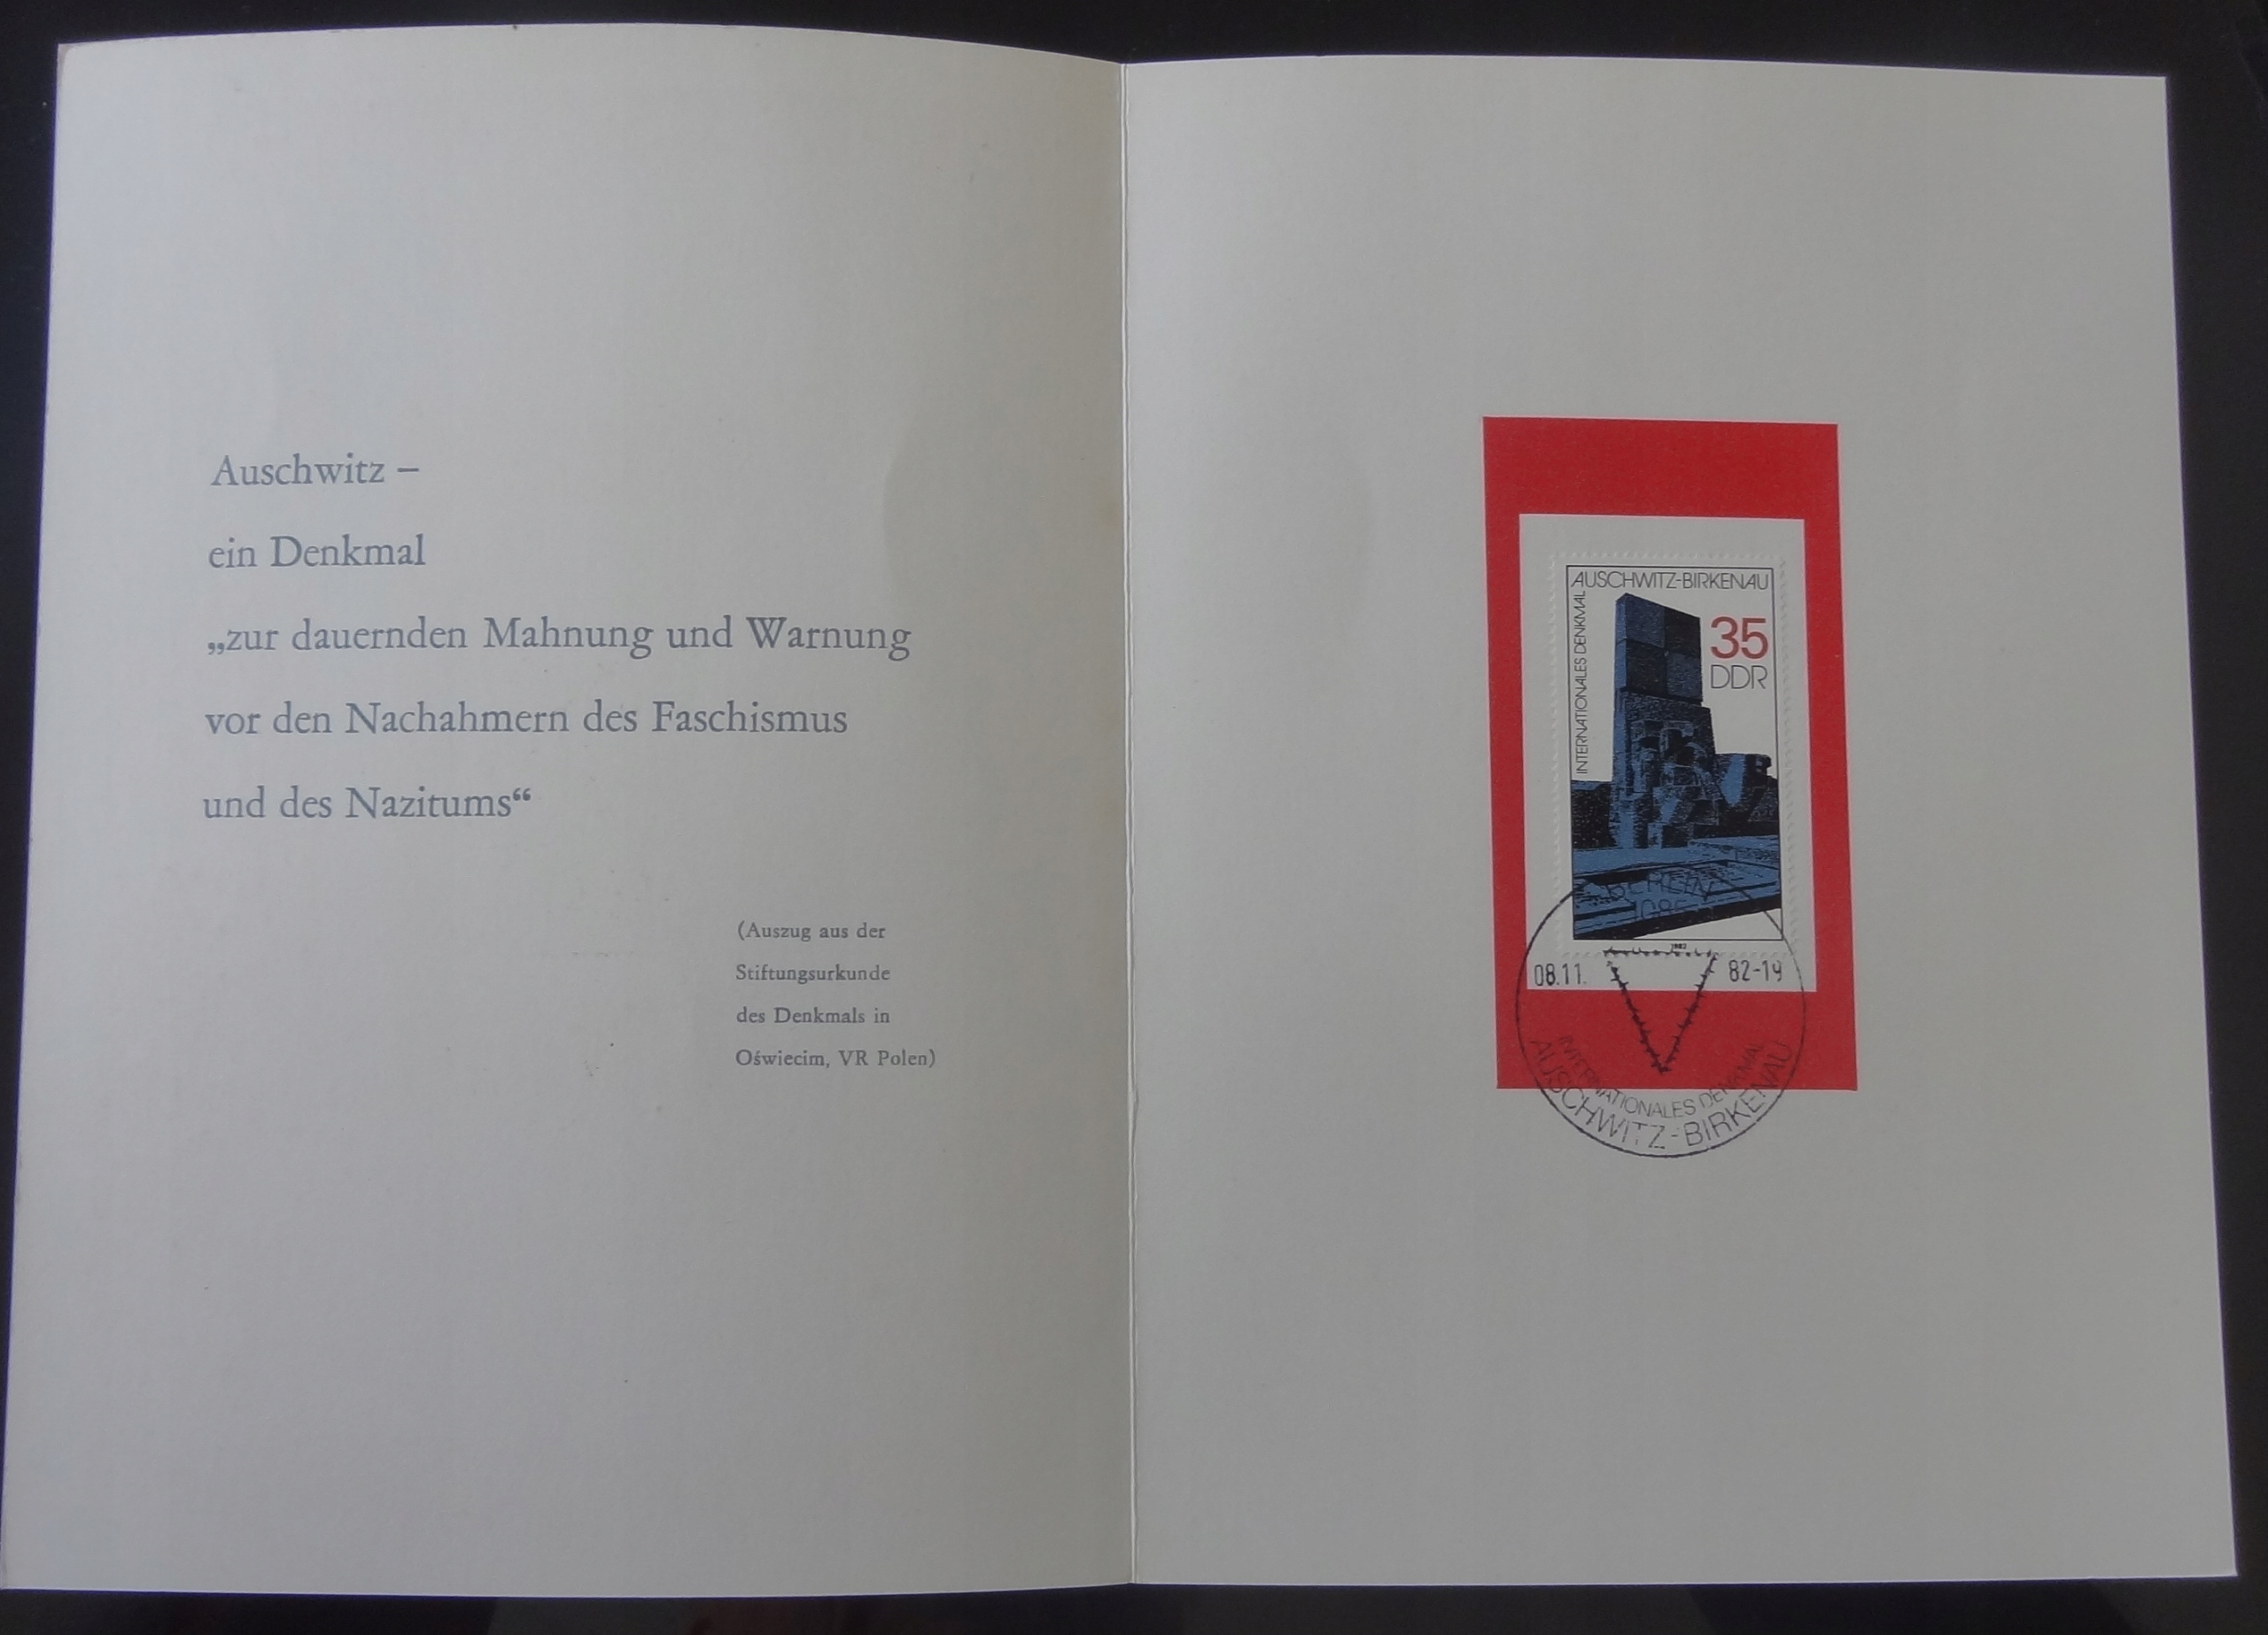 Auschwitz –
ein Denkmal
„zur dauernden Mahnung und Warnung
vor den Nachahmern des Faschismus
und des Nazitums“
(Auszug aus der
Stiftungsurkunde
des Denkmals in
Oświecim, VR Polen)
AUSCHWITZ-BIRKENAU
INTERNATIONALES DENKMAL
35
DDR
1982
BERLIN
1085
08.11. 82-19
INTERNATIONALES DENKMAL
AUSCHWITZ-BIRKENAU